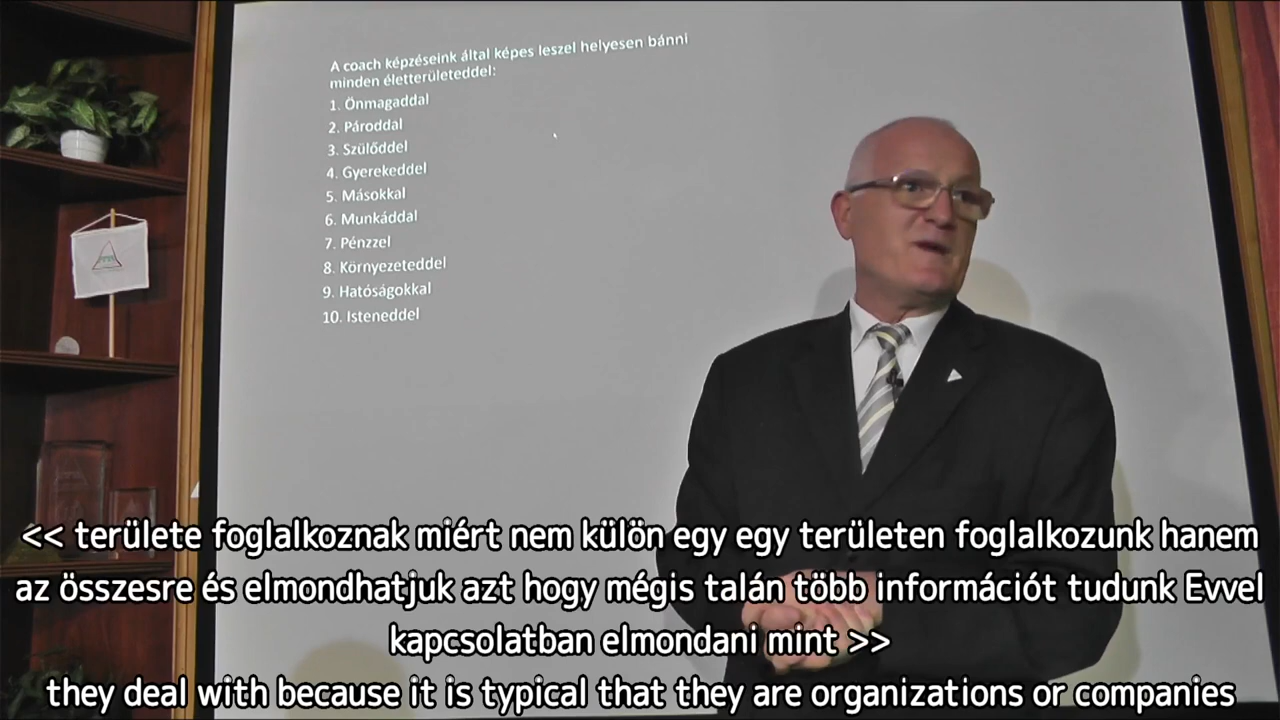 A coach képzéseink által képes leszel helyesen bánni
minden életterületeddel:
1. Önmagaddal
2. Pároddal
3. Szülőddel
4. Gyerekeddel
5. Másokkal
6. Munkáddal
7. Pénzzel
8. Környezeteddel
9. Hatóságokkal
10. Isteneddel
<< területe foglalkoznak miért nem külön egy egy területen foglalkozunk hanem
az összesre és elmondhatjuk azt hogy mégis talán több információt tudunk Evvel
kapcsolatban elmondani mint >>
they deal with because it is typical that they are organizations or companies